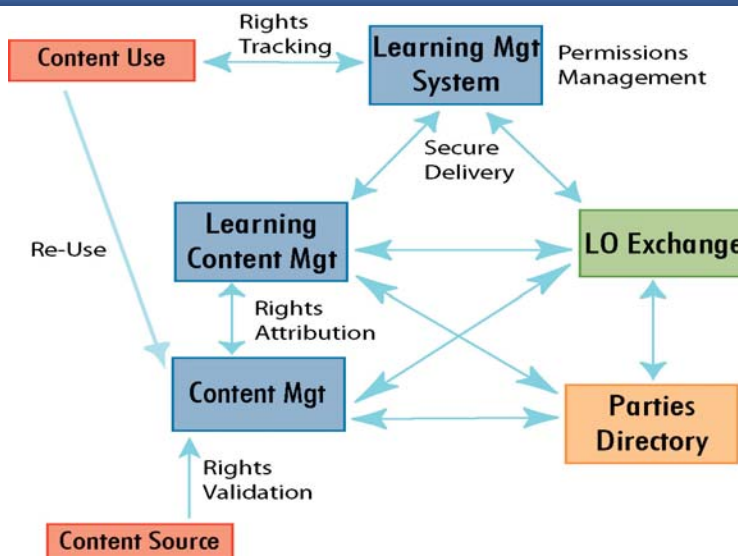 Rights
Tracking
Content Use
Learning Mgt
System
Permissions
Management
Secure
Delivery
Learning
Content Mgt
LO Exchange
Re-Use
Rights
Attribution
Content Mgt
Parties
Directory
Rights
Validation
Content Source